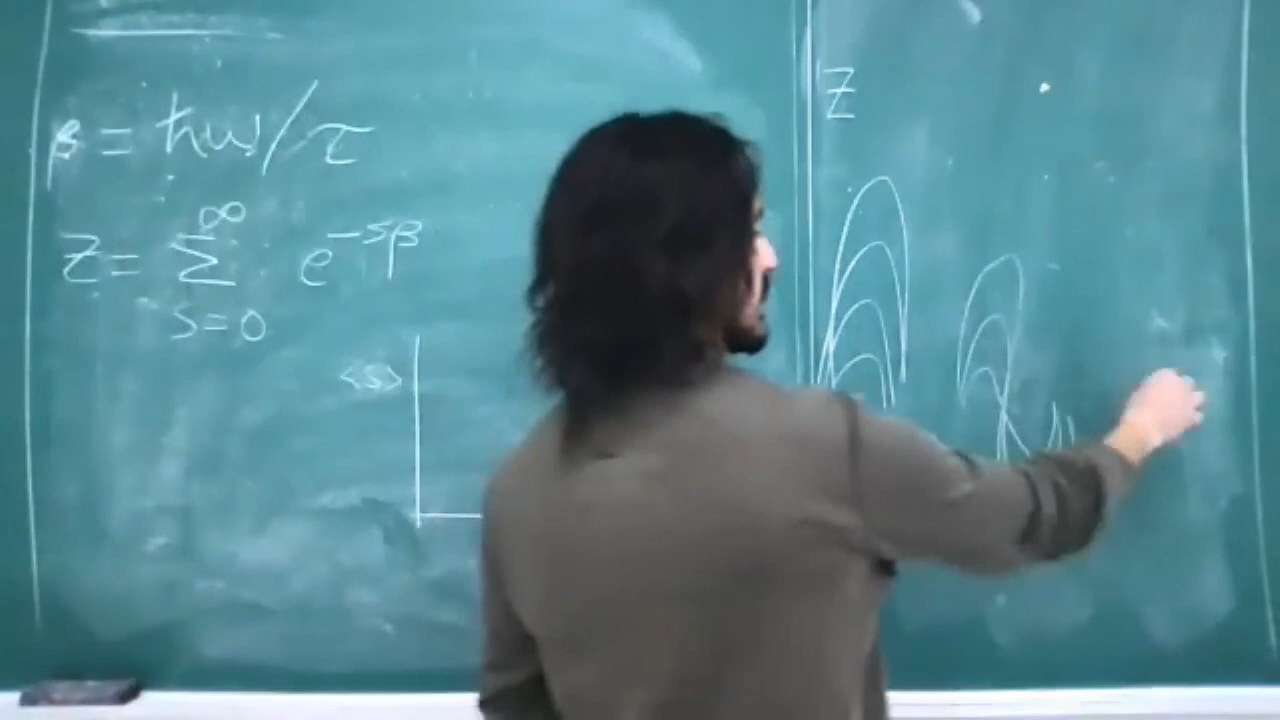 β = ħω/τ
Z = Σ_{s=0}^{∞} e^{-sβ}
<s>
Z